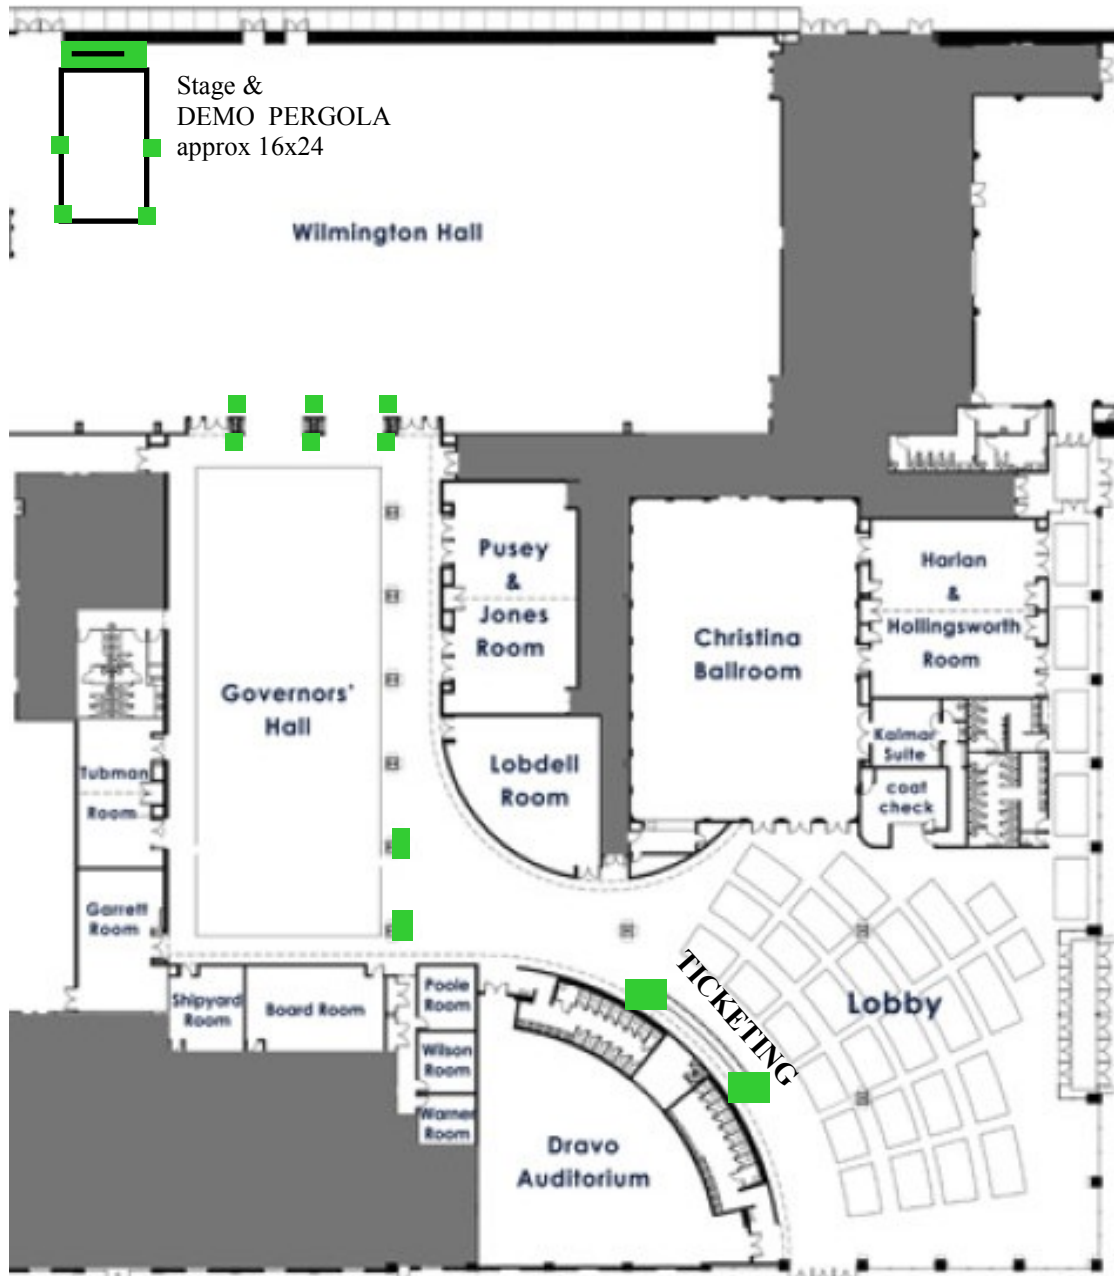 Stage &
DEMO PERGOLA
approx 16x24
Wilmington Hall
Pusey
&
Jones
Room
Harlan
&
Hollingsworth
Room
Christina
Ballroom
Governors'
Hall
Kalmar
Suite
Lobdell
Room
Tubman
Room
coat
check
Garrett
Room
TICKETING
Poole
Room
Shipyard
Room
Board Room
Lobby
Wilson
Room
Warner
Room
Dravo
Auditorium